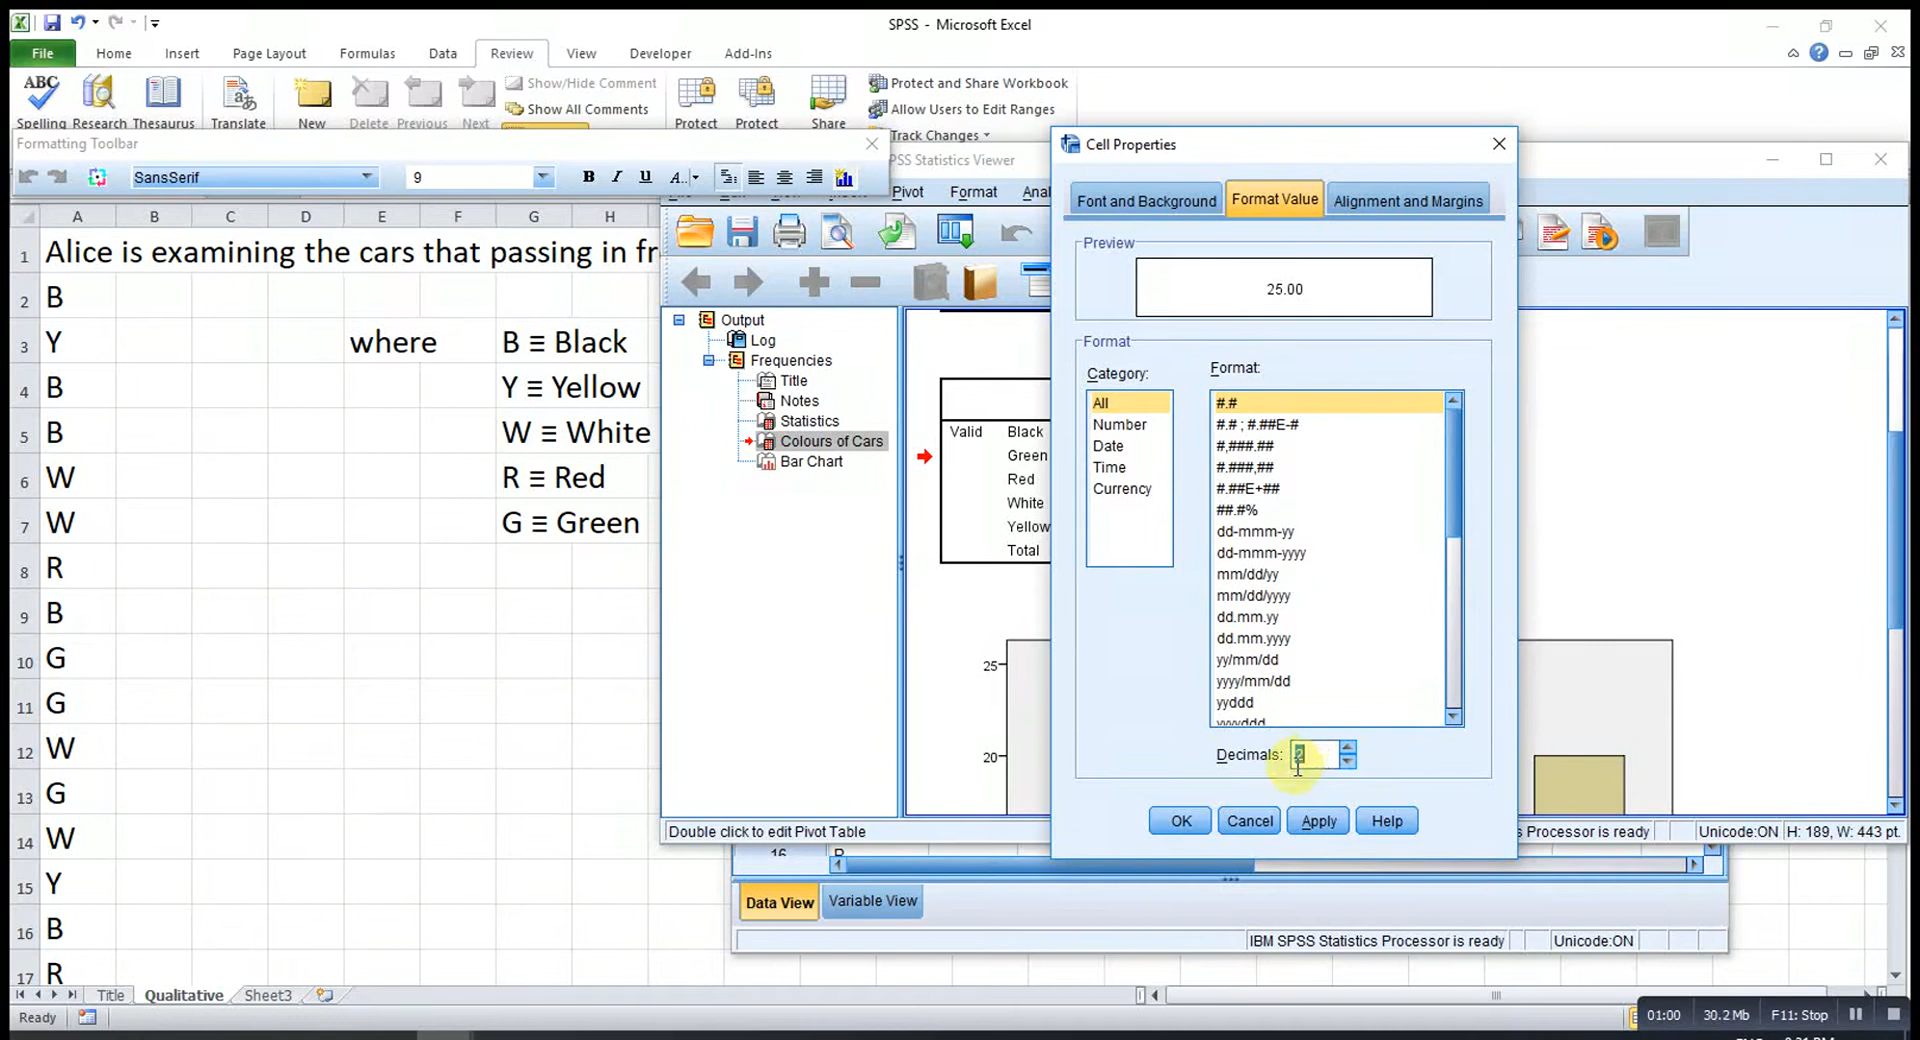 SPSS - Microsoft Excel
File Home Insert Page Layout Formulas Data Review View Developer Add-Ins
ABC
Show/Hide Comment
Show All Comments
Protect and Share Workbook
Allow Users to Edit Ranges
Track Changes
Spelling Research Thesaurus Translate New Delete Previous Next Protect Protect Share
Formatting Toolbar
SansSerif 9 B I U A..
SPSS Statistics Viewer
Pivot Format
Cell Properties
Font and Background Format Value Alignment and Margins
Preview
25.00
Format
Category: Format:
All
Number
Date
Time
Currency
#.#
#.# ; #.##E-#
#,###.##
#.###,##
#.##E+##
##.#%
dd-mmm-yy
dd-mmm-yyyy
mm/dd/yy
mm/dd/yyyy
dd.mm.yy
dd.mm.yyyy
yy/mm/dd
yyyy/mm/dd
yyddd
yyyyddd
Decimals: 2
OK Cancel Apply Help
Output
Log
Frequencies
Title
Notes
Statistics
Colours of Cars
Bar Chart
Valid Black
Green
Red
White
Yellow
Total
25
20
Double click to edit Pivot Table
Processor is ready Unicode:ON H: 189, W: 443 pt.
16 R
Data View Variable View
IBM SPSS Statistics Processor is ready Unicode:ON
A B C D E F G H
1 Alice is examining the cars that passing in fr
2 B
3 Y where B ≡ Black
4 B Y ≡ Yellow
5 B W ≡ White
6 W R ≡ Red
7 W G ≡ Green
8 R
9 B
10 G
11 G
12 W
13 G
14 W
15 Y
16 B
17 R
Title Qualitative Sheet3
Ready
01:00 30.2 Mb F11: Stop